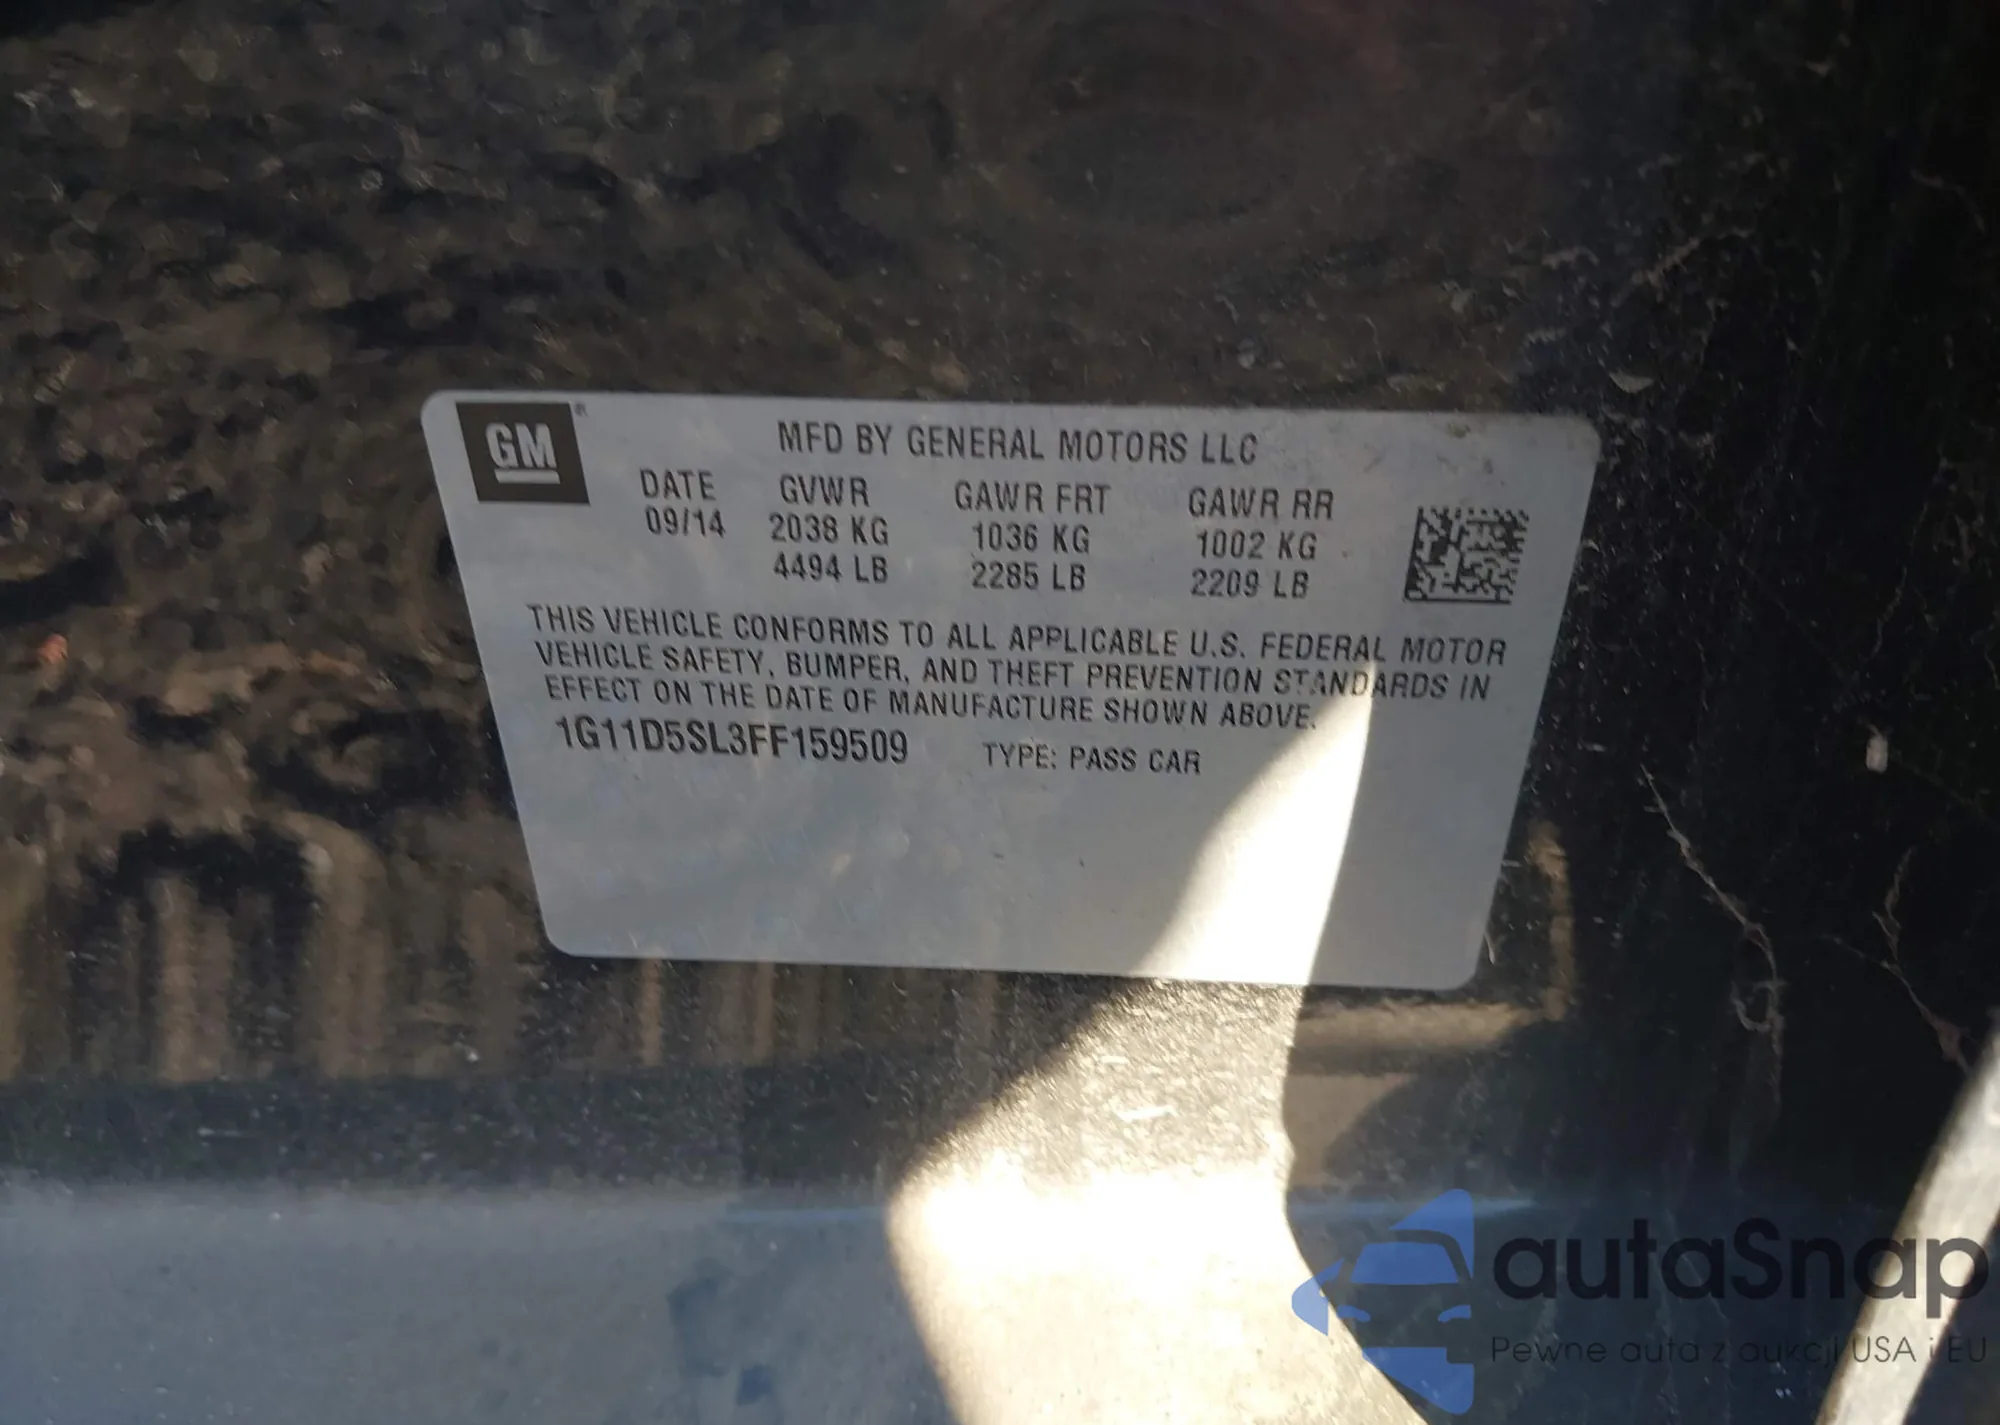 GM
MFD BY GENERAL MOTORS LLC
DATE GVWR GAWR FRT GAWR RR
09/14 2038 KG 1036 KG 1002 KG
4494 LB 2285 LB 2209 LB
THIS VEHICLE CONFORMS TO ALL APPLICABLE U.S. FEDERAL MOTOR
VEHICLE SAFETY, BUMPER, AND THEFT PREVENTION STANDARDS IN
EFFECT ON THE DATE OF MANUFACTURE SHOWN ABOVE.
1G11D5SL3FF159509 TYPE: PASS CAR
autaSnap
Pewne auta z aukcji USA i EU